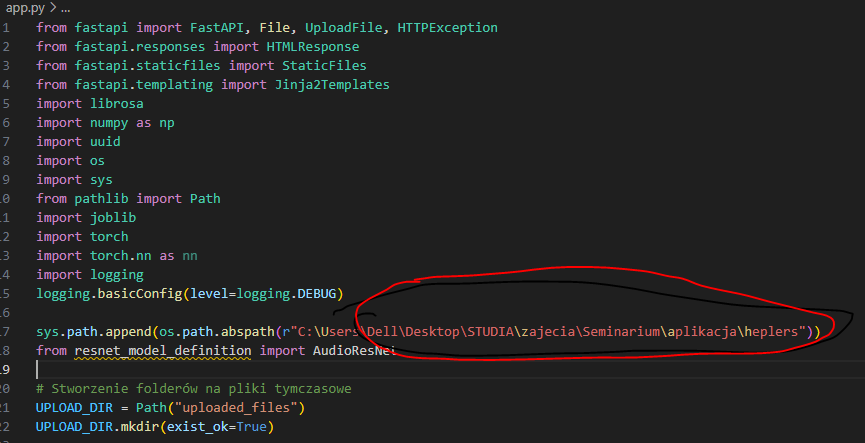 app.py > ...
1 from fastapi import FastAPI, File, UploadFile, HTTPException
2 from fastapi.responses import HTMLResponse
3 from fastapi.staticfiles import StaticFiles
4 from fastapi.templating import Jinja2Templates
5 import librosa
6 import numpy as np
7 import uuid
8 import os
9 import sys
10 from pathlib import Path
11 import joblib
12 import torch
13 import torch.nn as nn
14 import logging
15 logging.basicConfig(level=logging.DEBUG)
16
17 sys.path.append(os.path.abspath(r"C:\Users\Dell\Desktop\STUDIA\zajecia\Seminarium\aplikacja\heplers"))
18 from resnet_model_definition import AudioResNet
19
20 # Stworzenie folderów na pliki tymczasowe
21 UPLOAD_DIR = Path("uploaded_files")
22 UPLOAD_DIR.mkdir(exist_ok=True)